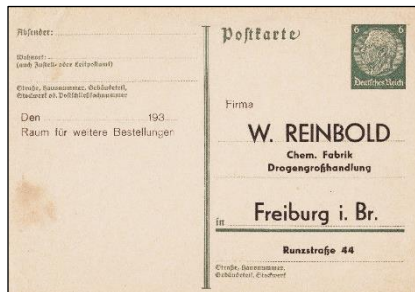 Absender:
Wohnort:
(auch Zustell- oder Leitpostamt)
Straße, Hausnummer, Gebäudeteil,
Stockwerk od. Postschließfachnummer
Den 193
Raum für weitere Bestellungen
Postkarte
6 6
Deutsches Reich
Firma
W. REINBOLD
Chem. Fabrik
Drogengroßhandlung
in Freiburg i. Br.
Runzstraße 44
Straße, Hausnummer,
Gebäudeteil, Stockwerk